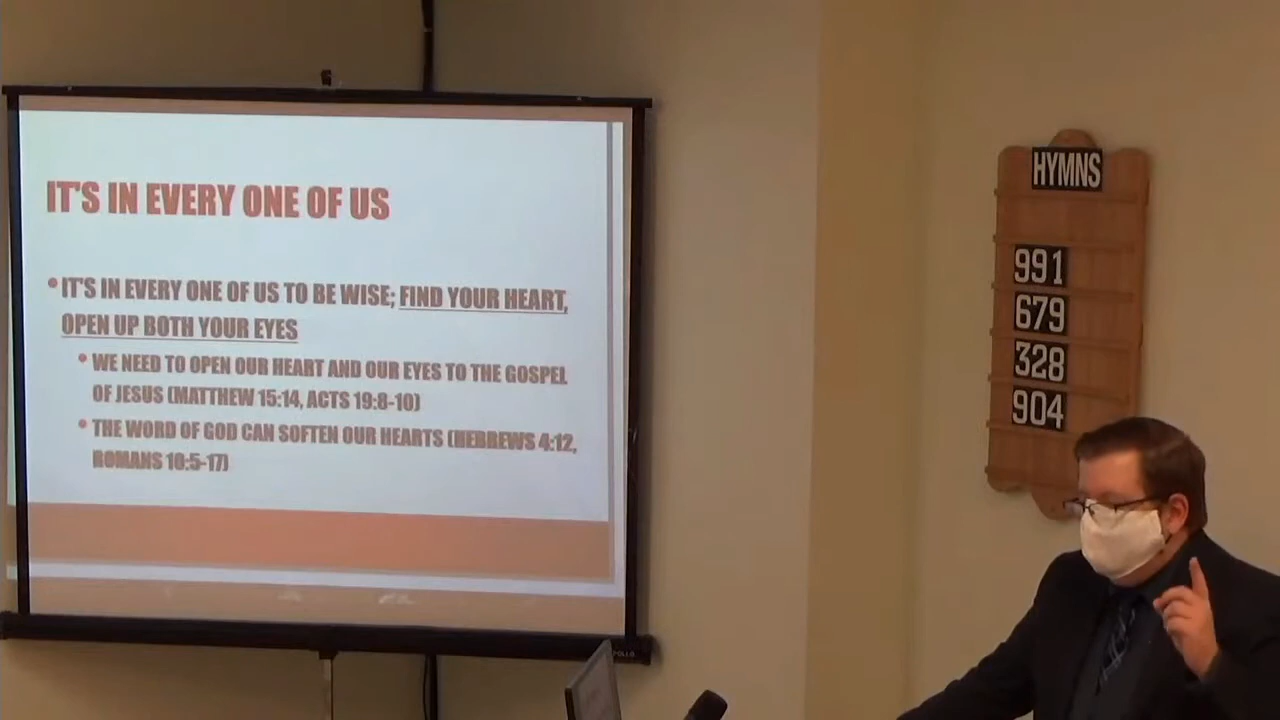 IT'S IN EVERY ONE OF US
• IT'S IN EVERY ONE OF US TO BE WISE; FIND YOUR HEART,
OPEN UP BOTH YOUR EYES
• WE NEED TO OPEN OUR HEART AND OUR EYES TO THE GOSPEL
OF JESUS (MATTHEW 15:14, ACTS 19:8-10)
• THE WORD OF GOD CAN SOFTEN OUR HEARTS (HEBREWS 4:12,
ROMANS 10:5-17)
HYMNS
991
679
328
904
APOLLO